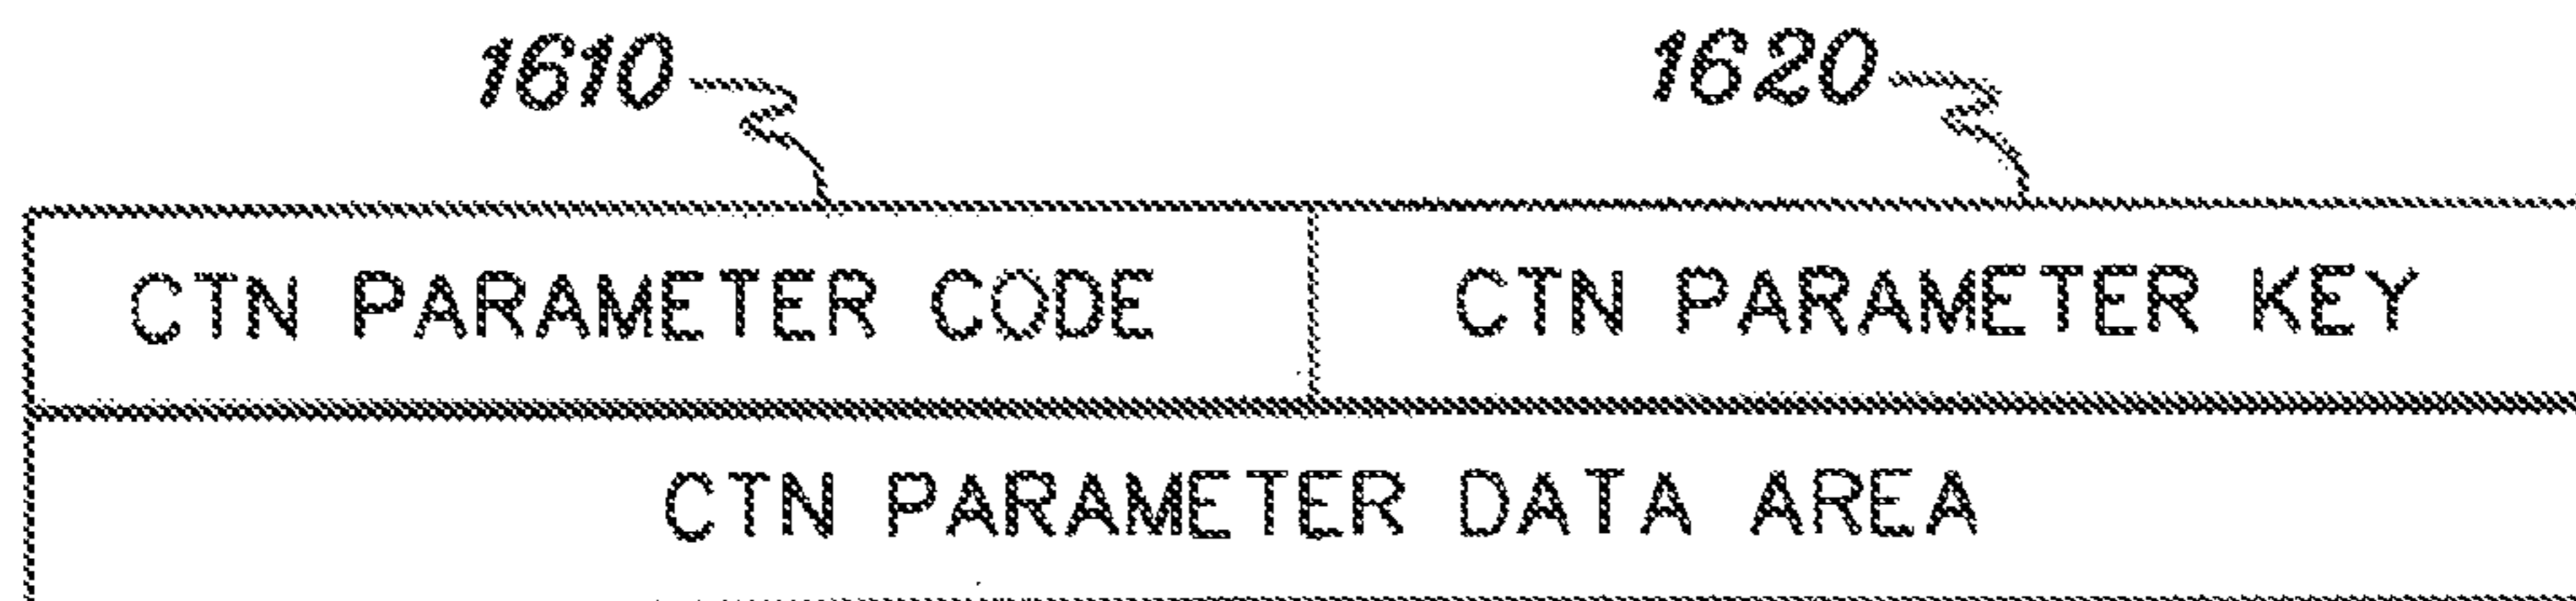 1610 1620
CTN PARAMETER CODE CTN PARAMETER KEY
CTN PARAMETER DATA AREA